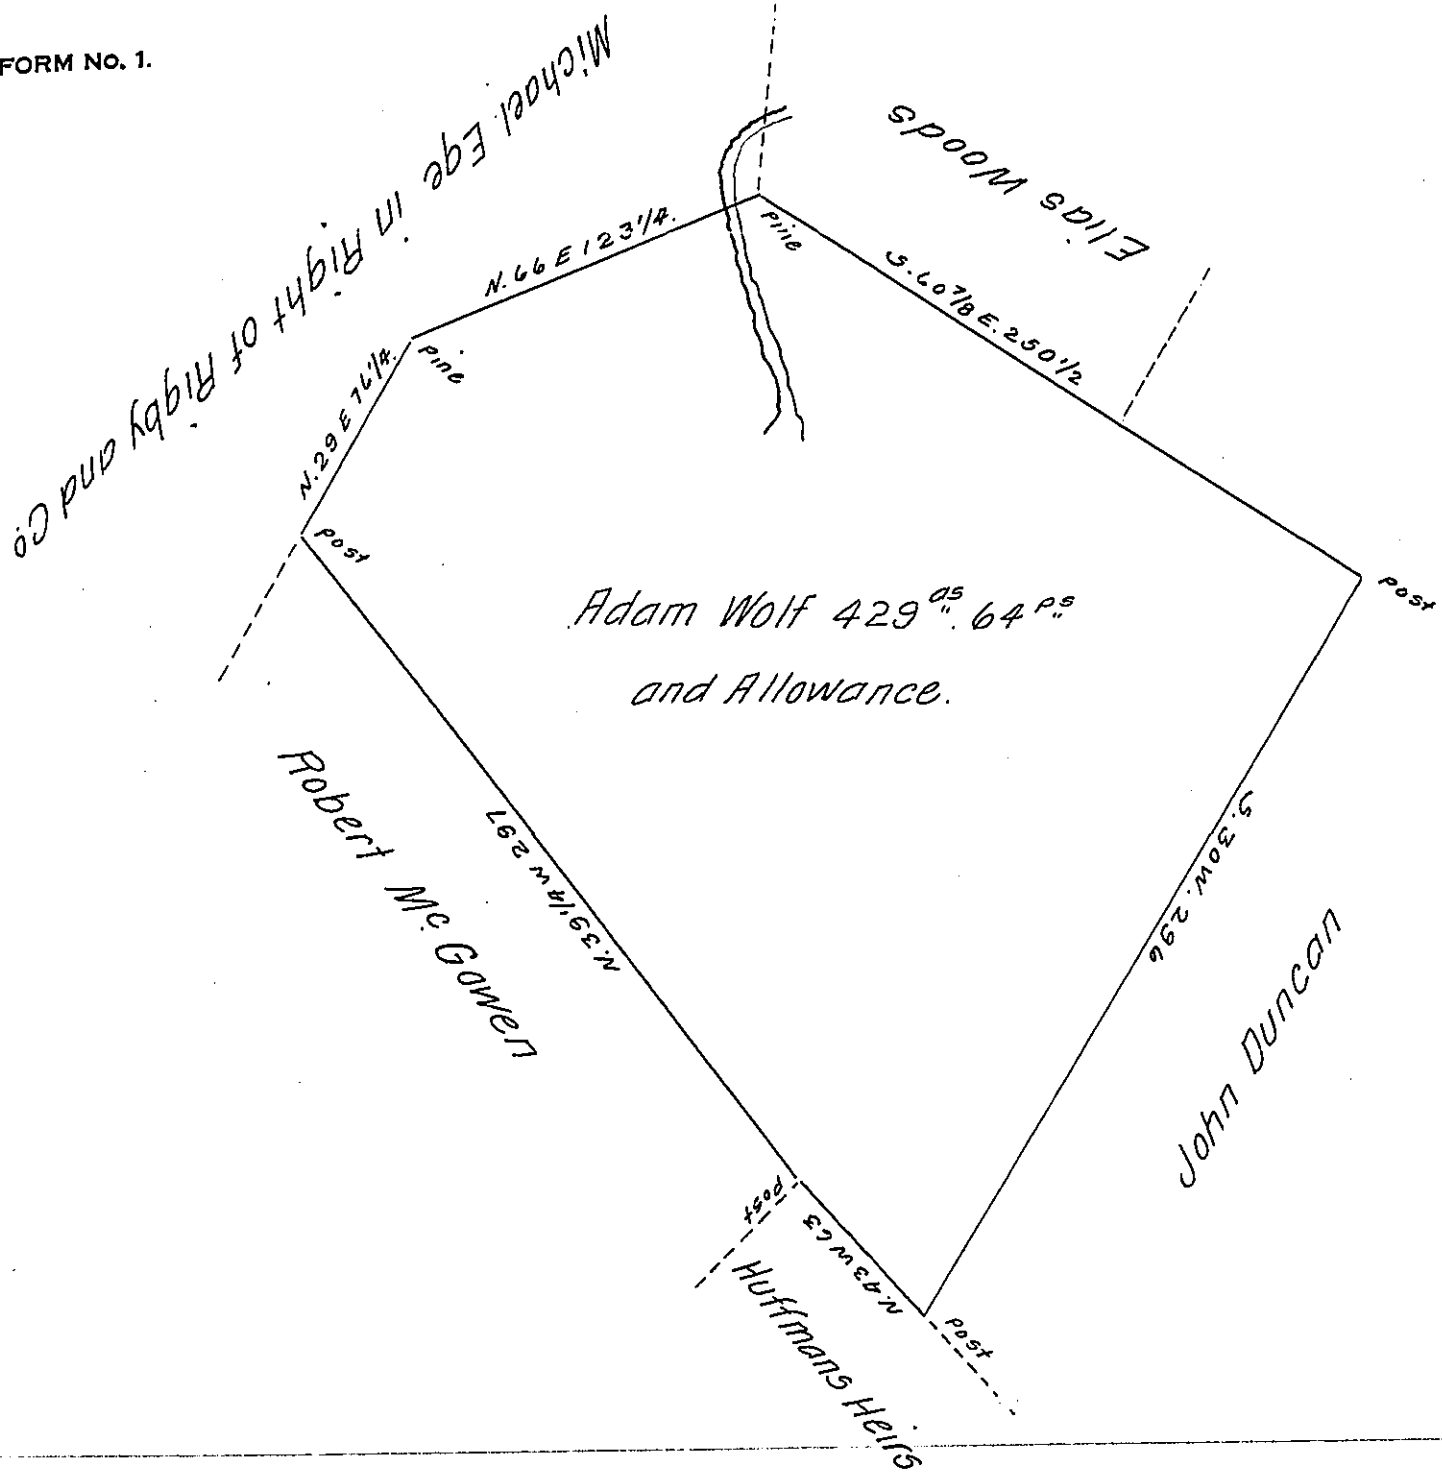 FORM No. 1.
Michael Ege in Right of Rigby and Co
Elias Woods
N. 66 E 123 1/4.
pine
S. 60 7/8 E. 250 1/2
pine
N. 29 E 76 1/4.
post
post
Adam Wolf 429 as. 64 ps
and Allowance.
Robert Mc. Gowen
N. 39 1/4 W 297
S. 30 W. 296
John Duncan
post
N. 43 W 63
post
Huffmans Heirs